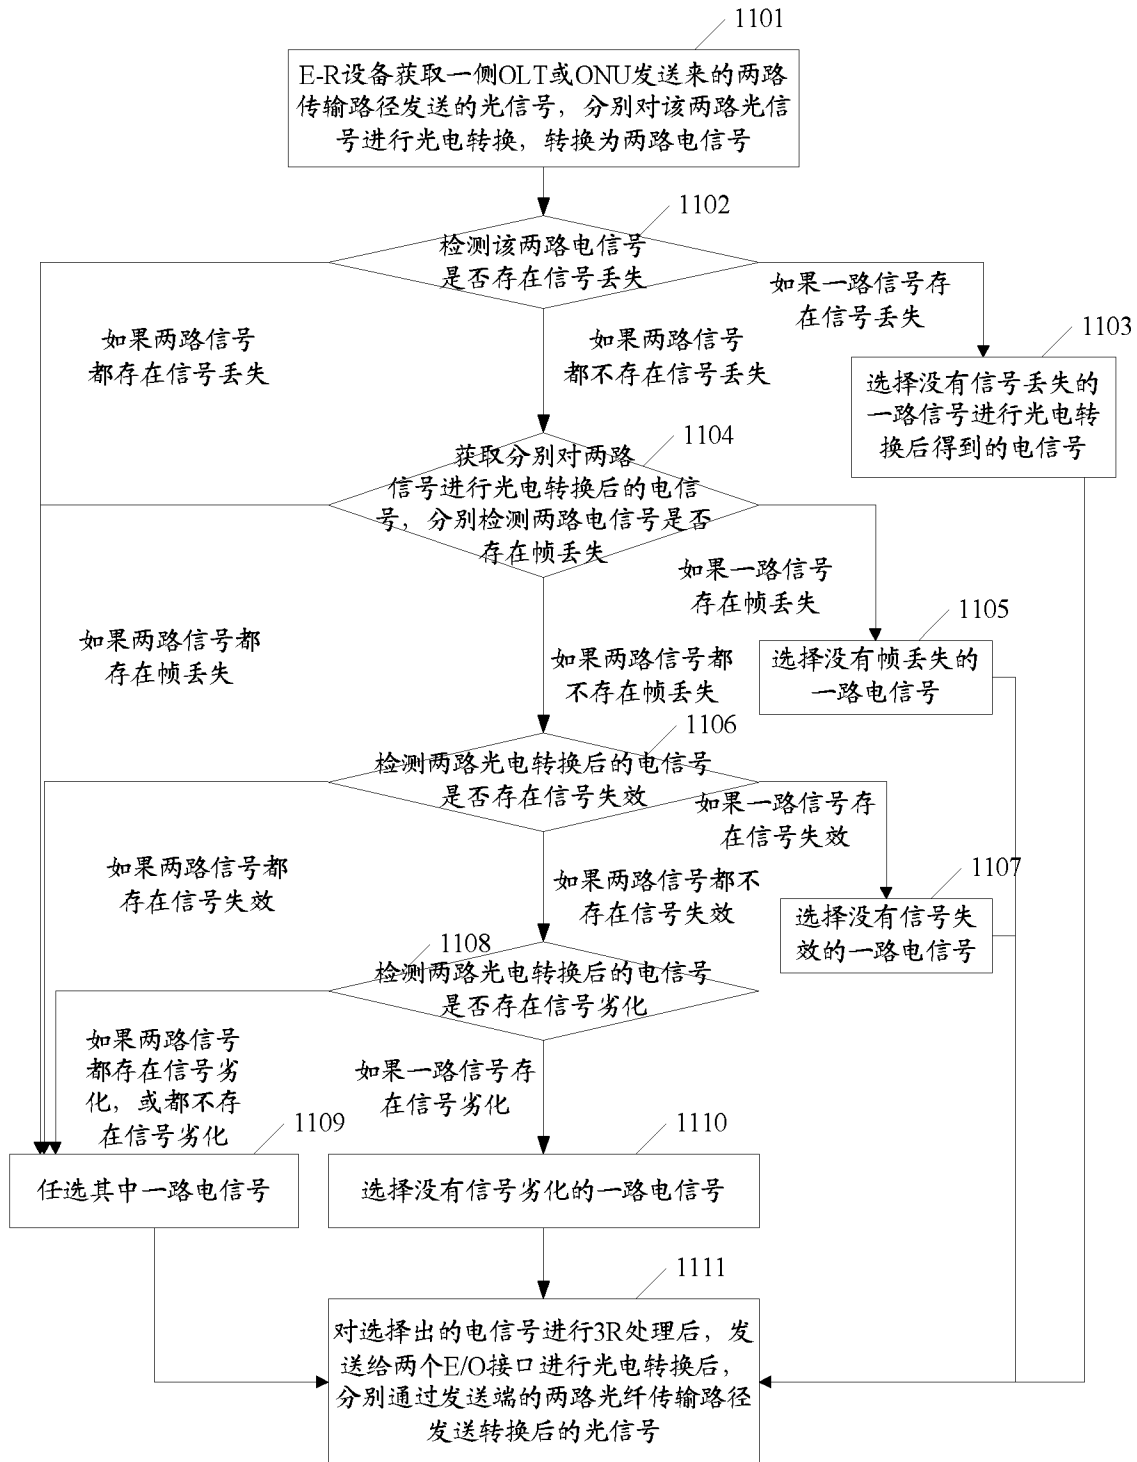 1101
E-R设备获取一侧OLT或ONU发送来的两路
传输路径发送的光信号，分别对该两路光信
号进行光电转换，转换为两路电信号
1102
检测该两路电信号
是否存在信号丢失
如果一路信号存
在信号丢失
如果两路信号
都存在信号丢失
如果两路信号
都不存在信号丢失
1103
选择没有信号丢失的
一路信号进行光电转
换后得到的电信号
1104
获取分别对两路
信号进行光电转换后的电信
号，分别检测两路电信号是否
存在帧丢失
如果一路信号
存在帧丢失
如果两路信号都
存在帧丢失
如果两路信号都
不存在帧丢失
1105
选择没有帧丢失的
一路电信号
1106
检测两路光电转换后的电信号
是否存在信号失效
如果一路信号存
在信号失效
如果两路信号都
存在信号失效
如果两路信号都不
存在信号失效
1107
选择没有信号失
效的一路电信号
1108
检测两路光电转换后的电信号
是否存在信号劣化
如果两路信号
都存在信号劣
化，或都不存
在信号劣化
如果一路信号存
在信号劣化
1109
任选其中一路电信号
1110
选择没有信号劣化的一路电信号
1111
对选择出的电信号进行3R处理后，发
送给两个E/O接口进行光电转换后，
分别通过发送端的两路光纤传输路径
发送转换后的光信号